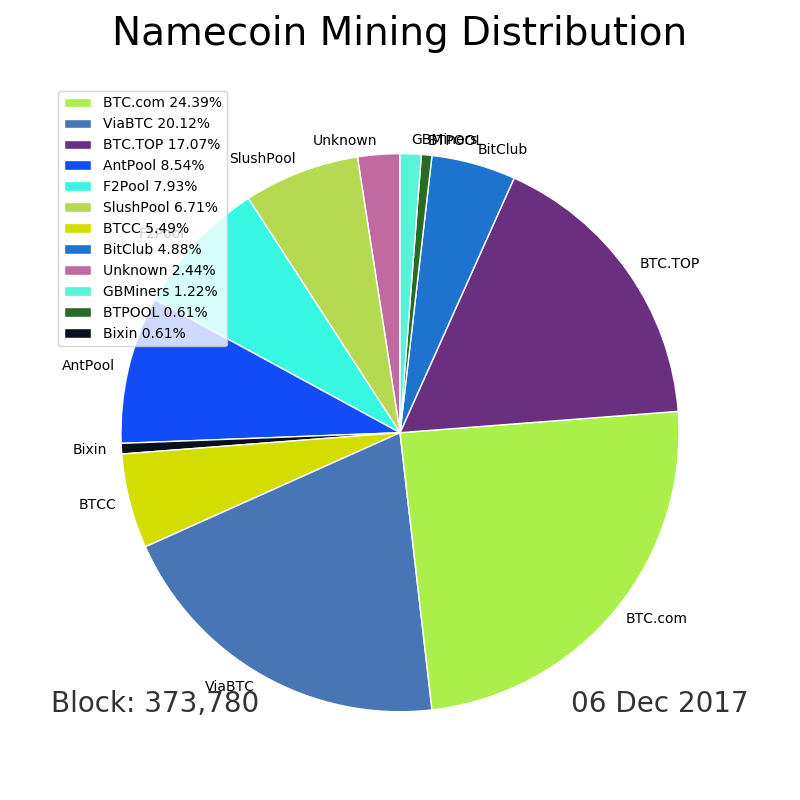 Namecoin Mining Distribution
BTC.com 24.39%
ViaBTC 20.12%
BTC.TOP 17.07%
AntPool 8.54%
F2Pool 7.93%
SlushPool 6.71%
BTCC 5.49%
BitClub 4.88%
Unknown 2.44%
GBMiners 1.22%
BTPOOL 0.61%
Bixin 0.61%
Unknown
GBMiners
BTPOOL
BitClub
SlushPool
F2Pool
BTC.TOP
AntPool
Bixin
BTCC
BTC.com
ViaBTC
Block: 373,780
06 Dec 2017